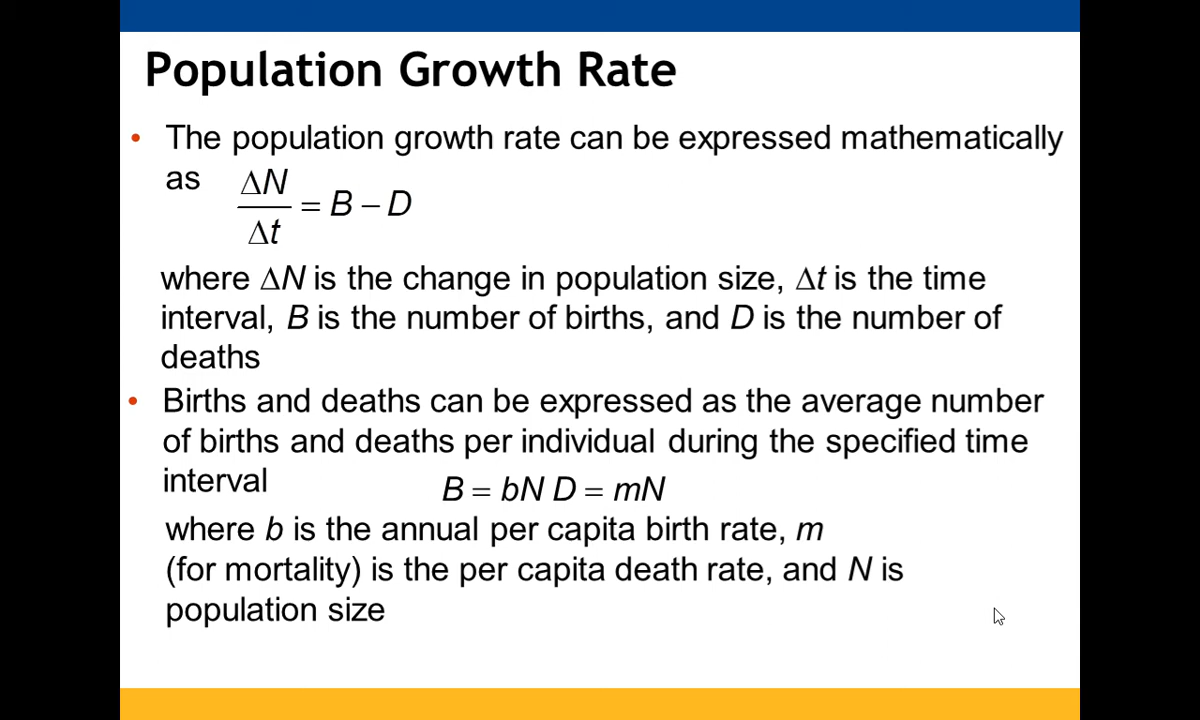 Population Growth Rate
• The population growth rate can be expressed mathematically
as ΔN/Δt = B – D
where ΔN is the change in population size, Δt is the time
interval, B is the number of births, and D is the number of
deaths
• Births and deaths can be expressed as the average number
of births and deaths per individual during the specified time
interval
B = bN D = mN
where b is the annual per capita birth rate, m
(for mortality) is the per capita death rate, and N is
population size